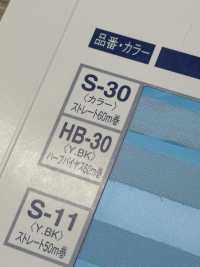 品番・カラー
S-30
〈カラー〉
ストレート60m巻
HB-30
〈Y.BK〉
ハーフバイヤス50m巻
S-11
〈Y.BK〉
ストレート50m巻